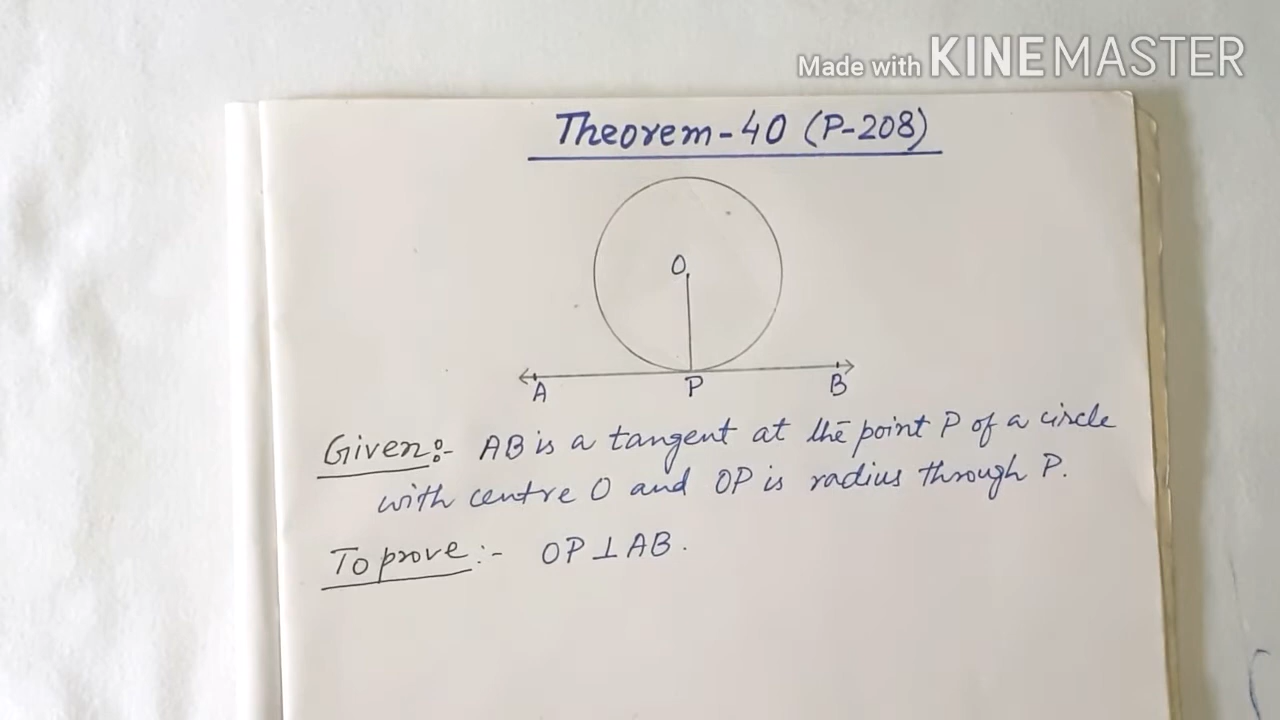 Made with KINEMASTER
Theorem-40 (P-208)
O
A P B
Given:- AB is a tangent at the point P of a circle
with centre O and OP is radius through P.
To prove:- OP⊥AB.